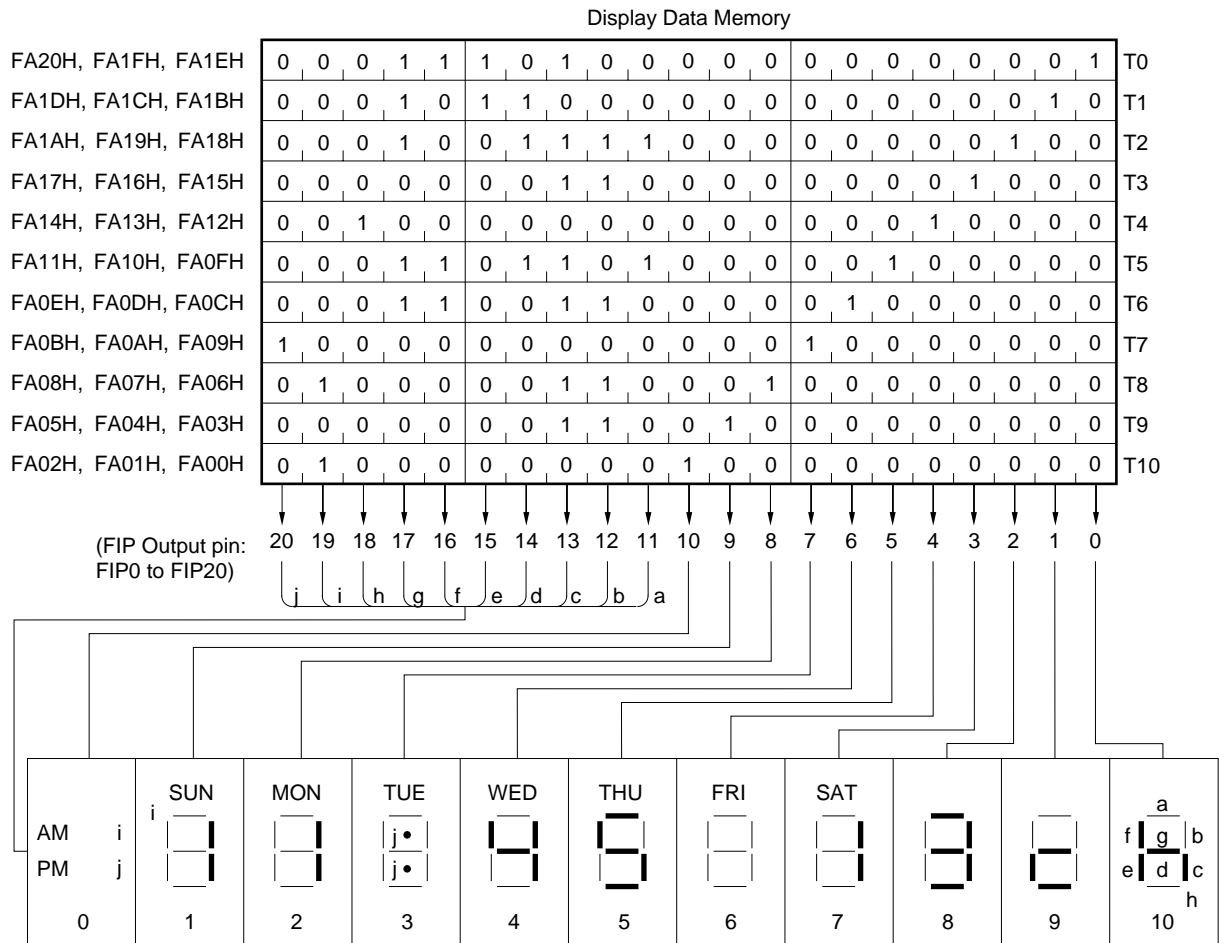 Display Data Memory
FA20H, FA1FH, FA1EH 0 0 0 1 1 1 0 1 0 0 0 0 0 0 0 0 0 0 0 0 1 T0
FA1DH, FA1CH, FA1BH 0 0 0 1 0 1 1 0 0 0 0 0 0 0 0 0 0 0 0 1 0 T1
FA1AH, FA19H, FA18H 0 0 0 1 0 0 1 1 1 1 0 0 0 0 0 0 0 0 1 0 0 T2
FA17H, FA16H, FA15H 0 0 0 0 0 0 0 1 1 0 0 0 0 0 0 0 0 1 0 0 0 T3
FA14H, FA13H, FA12H 0 0 1 0 0 0 0 0 0 0 0 0 0 0 0 0 1 0 0 0 0 T4
FA11H, FA10H, FA0FH 0 0 0 1 1 0 1 1 0 1 0 0 0 0 0 1 0 0 0 0 0 T5
FA0EH, FA0DH, FA0CH 0 0 0 1 1 0 0 1 1 0 0 0 0 0 1 0 0 0 0 0 0 T6
FA0BH, FA0AH, FA09H 1 0 0 0 0 0 0 0 0 0 0 0 0 1 0 0 0 0 0 0 0 T7
FA08H, FA07H, FA06H 0 1 0 0 0 0 0 1 1 0 0 0 1 0 0 0 0 0 0 0 0 T8
FA05H, FA04H, FA03H 0 0 0 0 0 0 0 1 1 0 0 1 0 0 0 0 0 0 0 0 0 T9
FA02H, FA01H, FA00H 0 1 0 0 0 0 0 0 0 0 1 0 0 0 0 0 0 0 0 0 0 T10
(FIP Output pin: 20 19 18 17 16 15 14 13 12 11 10 9 8 7 6 5 4 3 2 1 0
FIP0 to FIP20)
j i h g f e d c b a
SUN MON TUE WED THU FRI SAT
i a
AM i j f g b
PM j j e d c
h
0 1 2 3 4 5 6 7 8 9 10